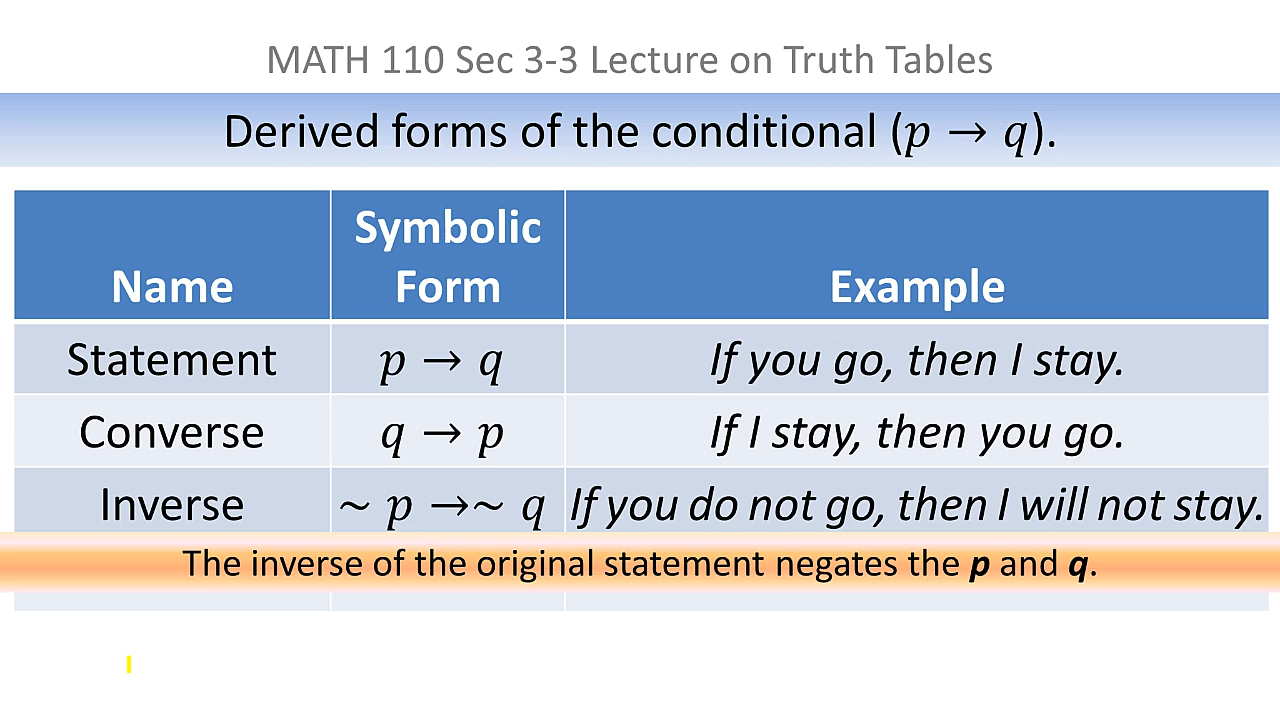 MATH 110 Sec 3-3 Lecture on Truth Tables
Derived forms of the conditional (𝑝 → 𝑞).
Name
Symbolic
Form
Example
Statement
𝑝 → 𝑞
If you go, then I stay.
Converse
𝑞 → 𝑝
If I stay, then you go.
Inverse
~ 𝑝 →~ 𝑞
If you do not go, then I will not stay.
The inverse of the original statement negates the p and q.